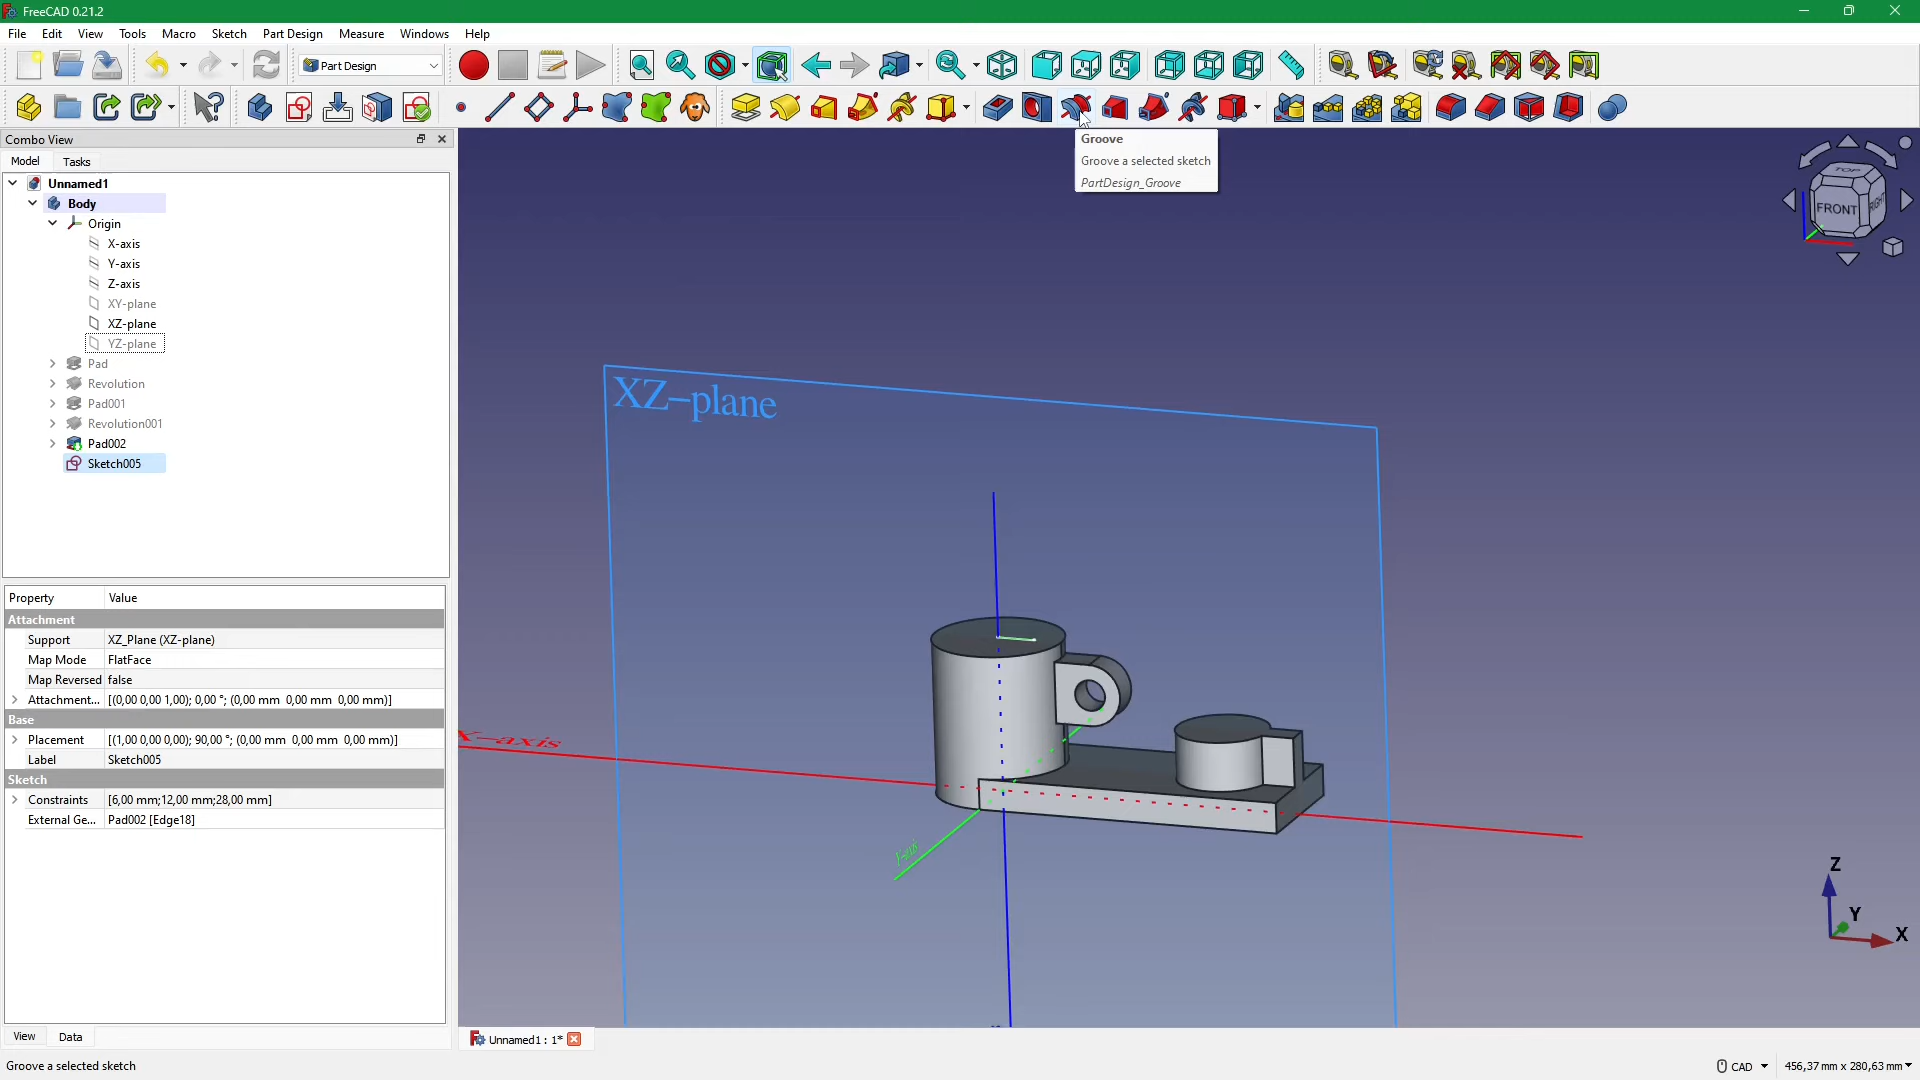 FreeCAD 0.21.2
File Edit View Tools Macro Sketch Part Design Measure Windows Help
Part Design
Combo View
Model Tasks
Groove
Groove a selected sketch
PartDesign_Groove
Unnamed1
Body
Origin
X-axis
Y-axis
Z-axis
XY-plane
XZ-plane
YZ-plane
Pad
Revolution
Pad001
Revolution001
Pad002
Sketch005
TOP
FRONT
RIGHT
XZ-plane
X-axis
Y-axis
Property Value
Attachment
Support XZ_Plane (XZ-plane)
Map Mode FlatFace
Map Reversed false
Attachment... [(0,00 0,00 1,00); 0,00 °; (0,00 mm 0,00 mm 0,00 mm)]
Base
Placement [(1,00 0,00 0,00); 90,00 °; (0,00 mm 0,00 mm 0,00 mm)]
Label Sketch005
Sketch
Constraints [6,00 mm;12,00 mm;28,00 mm]
External Ge... Pad002 [Edge18]
Z
Y
X
View Data
Unnamed1 : 1*
Groove a selected sketch
CAD
456,37 mm x 280,63 mm